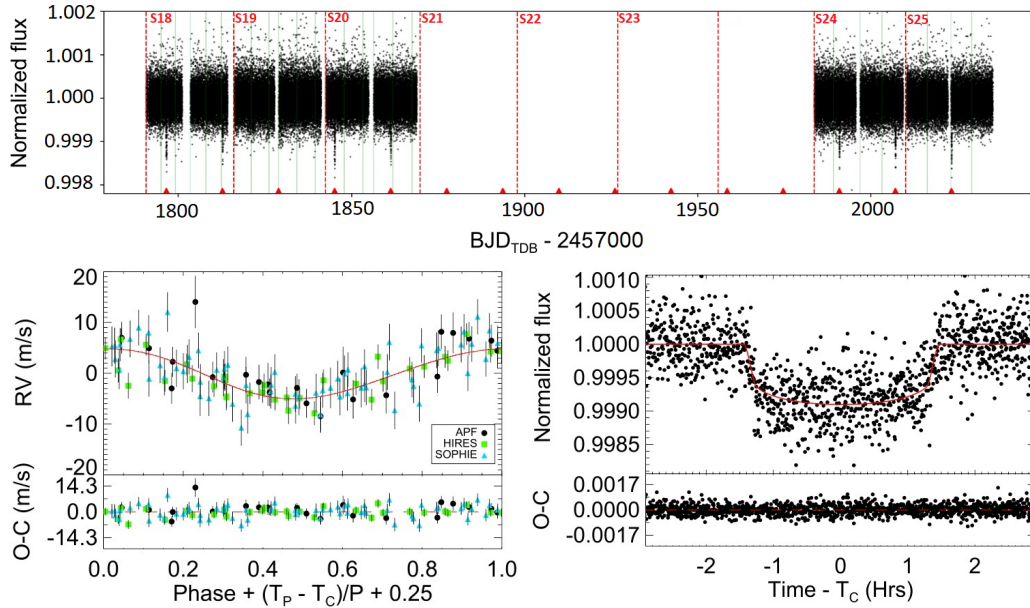 S18 S19 S20 S21 S22 S23 S24 S25
Normalized flux
1.002
1.001
1.000
0.999
0.998
1800 1850 1900 1950 2000
BJD_TDB - 2457000
RV (m/s)
20
10
0
-10
-20
APF
HIRES
SOPHIE
O-C (m/s)
14.3
0.0
-14.3
0.0 0.2 0.4 0.6 0.8 1.0
Phase + (T_P - T_C)/P + 0.25
Normalized flux
1.0010
1.0005
1.0000
0.9995
0.9990
0.9985
O-C
0.0017
0.0000
-0.0017
-2 -1 0 1 2
Time - T_C (Hrs)